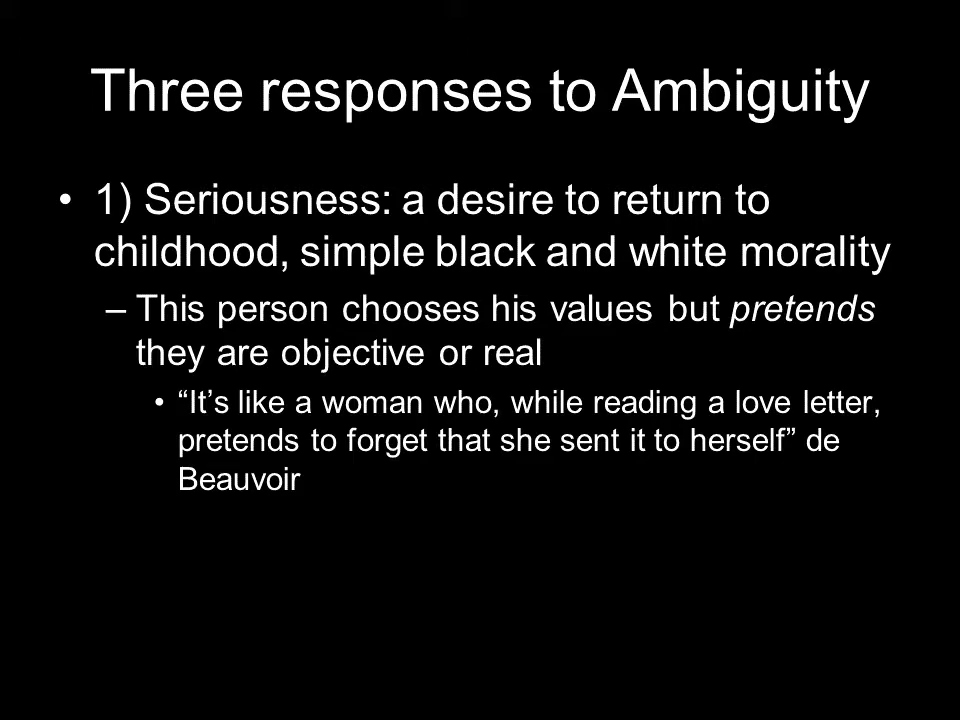 Three responses to Ambiguity
• 1) Seriousness: a desire to return to
childhood, simple black and white morality
– This person chooses his values but pretends
they are objective or real
• “It’s like a woman who, while reading a love letter,
pretends to forget that she sent it to herself” de
Beauvoir